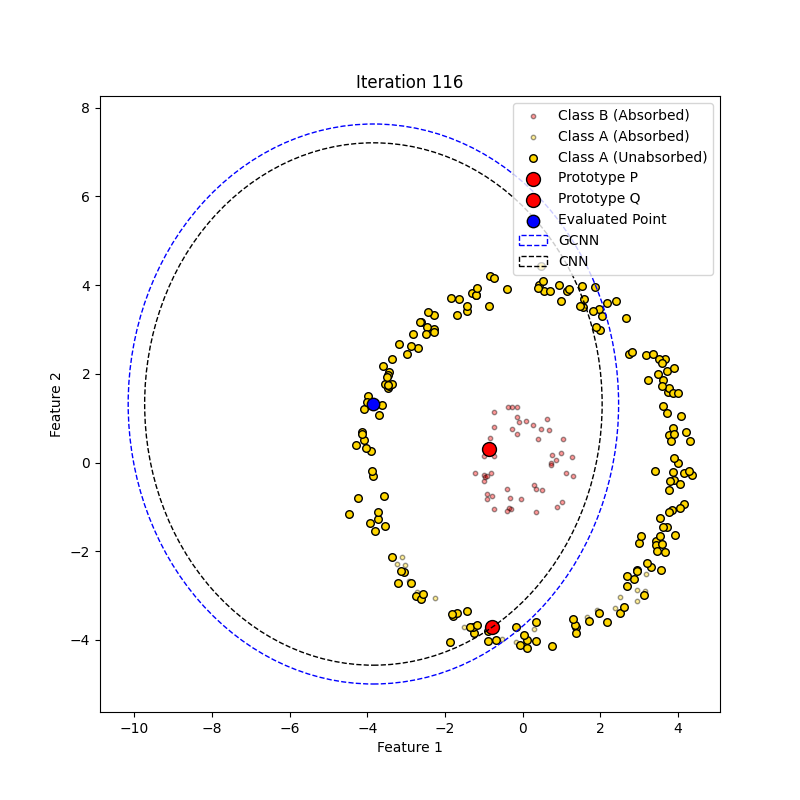 Iteration 116
Class B (Absorbed)
Class A (Absorbed)
Class A (Unabsorbed)
Prototype P
Prototype Q
Evaluated Point
GCNN
CNN
8
6
4
2
0
−2
−4
Feature 2
−10
−8
−6
−4
−2
0
2
4
Feature 1